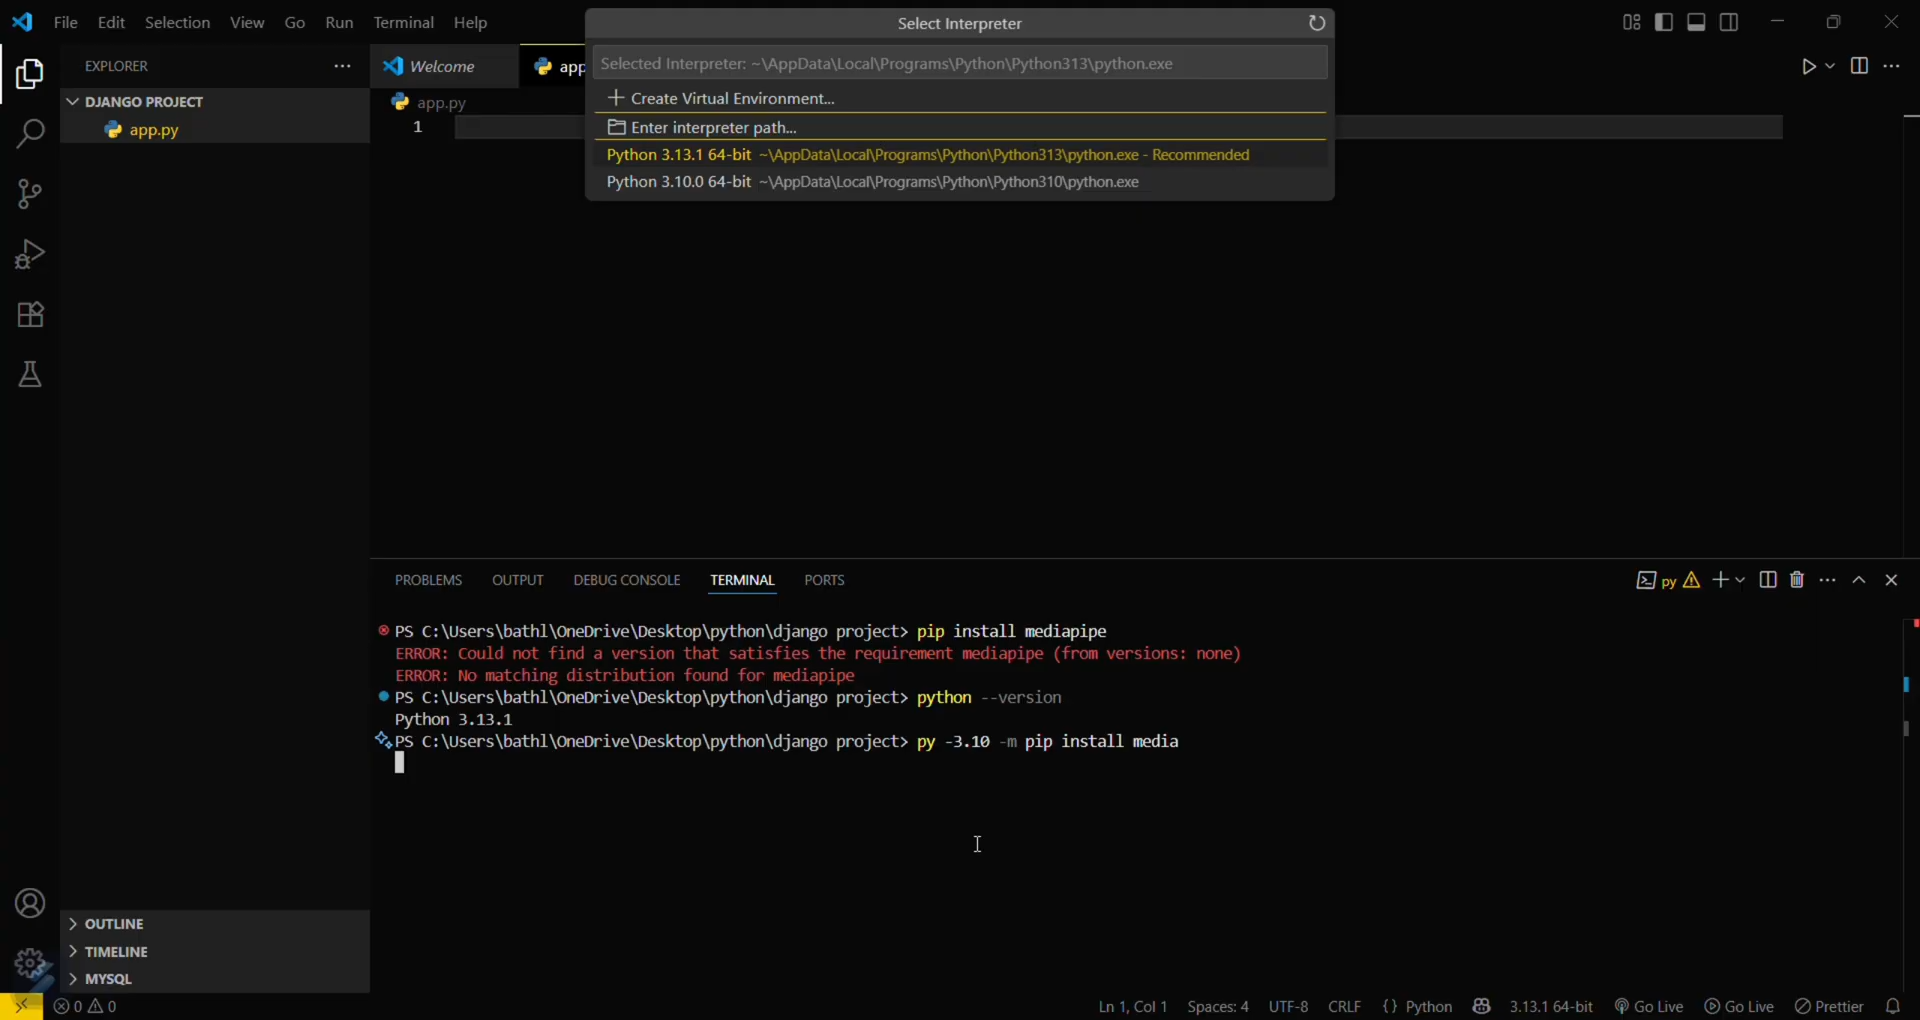 File Edit Selection View Go Run Terminal Help
Select Interpreter
Selected Interpreter: ~\AppData\Local\Programs\Python\Python313\python.exe
+ Create Virtual Environment...
Enter interpreter path...
Python 3.13.1 64-bit ~\AppData\Local\Programs\Python\Python313\python.exe - Recommended
Python 3.10.0 64-bit ~\AppData\Local\Programs\Python\Python310\python.exe
EXPLORER
DJANGO PROJECT
app.py
Welcome
app
app.py
1
PROBLEMS OUTPUT DEBUG CONSOLE TERMINAL PORTS
py
PS C:\Users\bathl\OneDrive\Desktop\python\django project> pip install mediapipe
ERROR: Could not find a version that satisfies the requirement mediapipe (from versions: none)
ERROR: No matching distribution found for mediapipe
PS C:\Users\bathl\OneDrive\Desktop\python\django project> python --version
Python 3.13.1
PS C:\Users\bathl\OneDrive\Desktop\python\django project> py -3.10 -m pip install media
OUTLINE
TIMELINE
MYSQL
0 0 Ln 1, Col 1 Spaces: 4 UTF-8 CRLF {} Python 3.13.1 64-bit Go Live Go Live Prettier